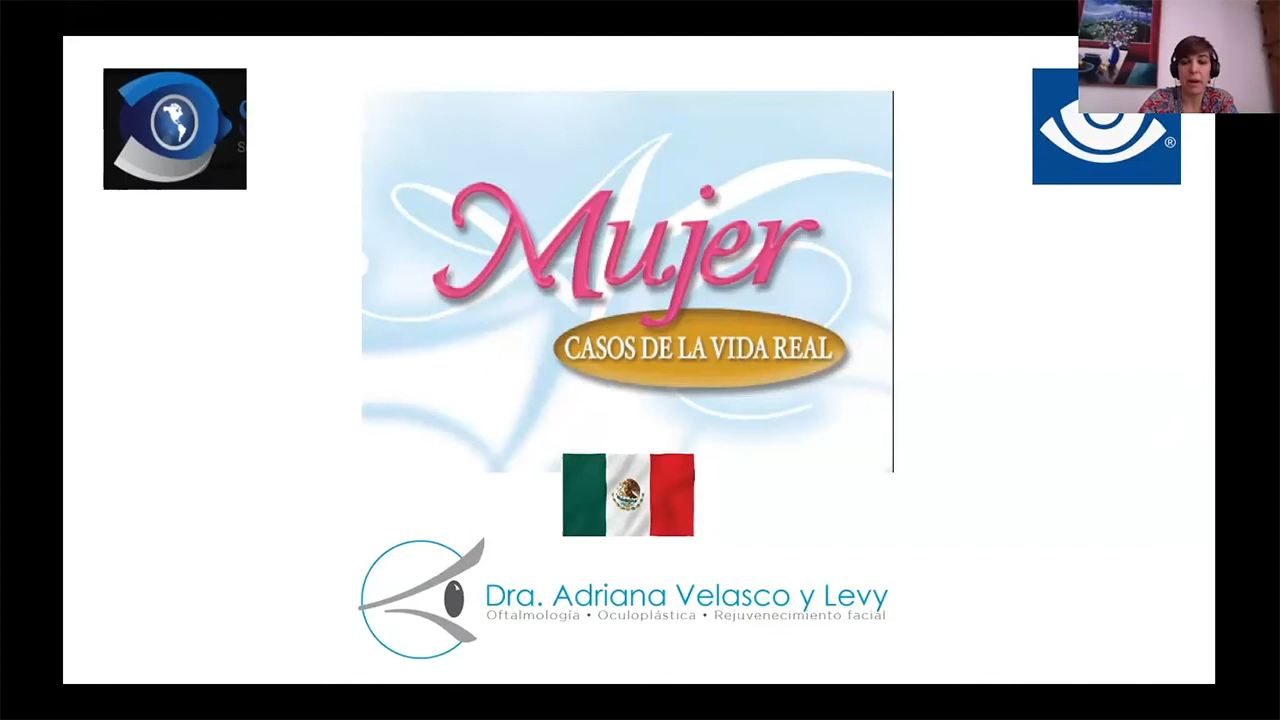 Mujer
CASOS DE LA VIDA REAL
®
Dra. Adriana Velasco y Levy
Oftalmología • Oculoplástica • Rejuvenecimiento facial